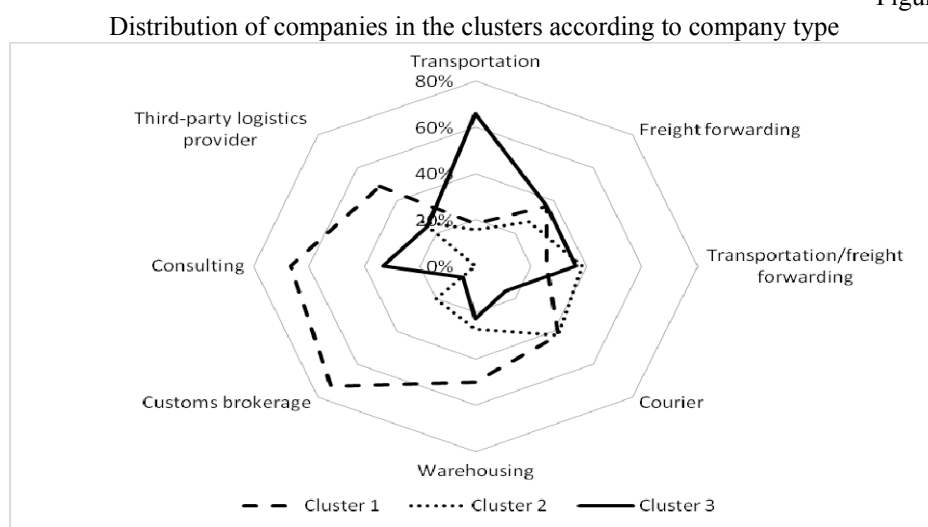 Figu
Distribution of companies in the clusters according to company type
Transportation
80%
Third-party logistics
provider
Freight forwarding
60%
40%
20%
Consulting
0%
Transportation/freight
forwarding
Customs brokerage
Courier
Warehousing
Cluster 1
Cluster 2
Cluster 3